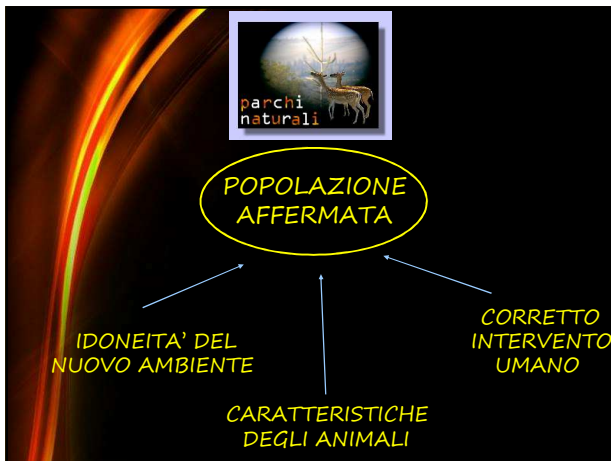 parchi
naturali
POPOLAZIONE
AFFERMATA
IDONEITA' DEL
NUOVO AMBIENTE
CARATTERISTICHE
DEGLI ANIMALI
CORRETTO
INTERVENTO
UMANO